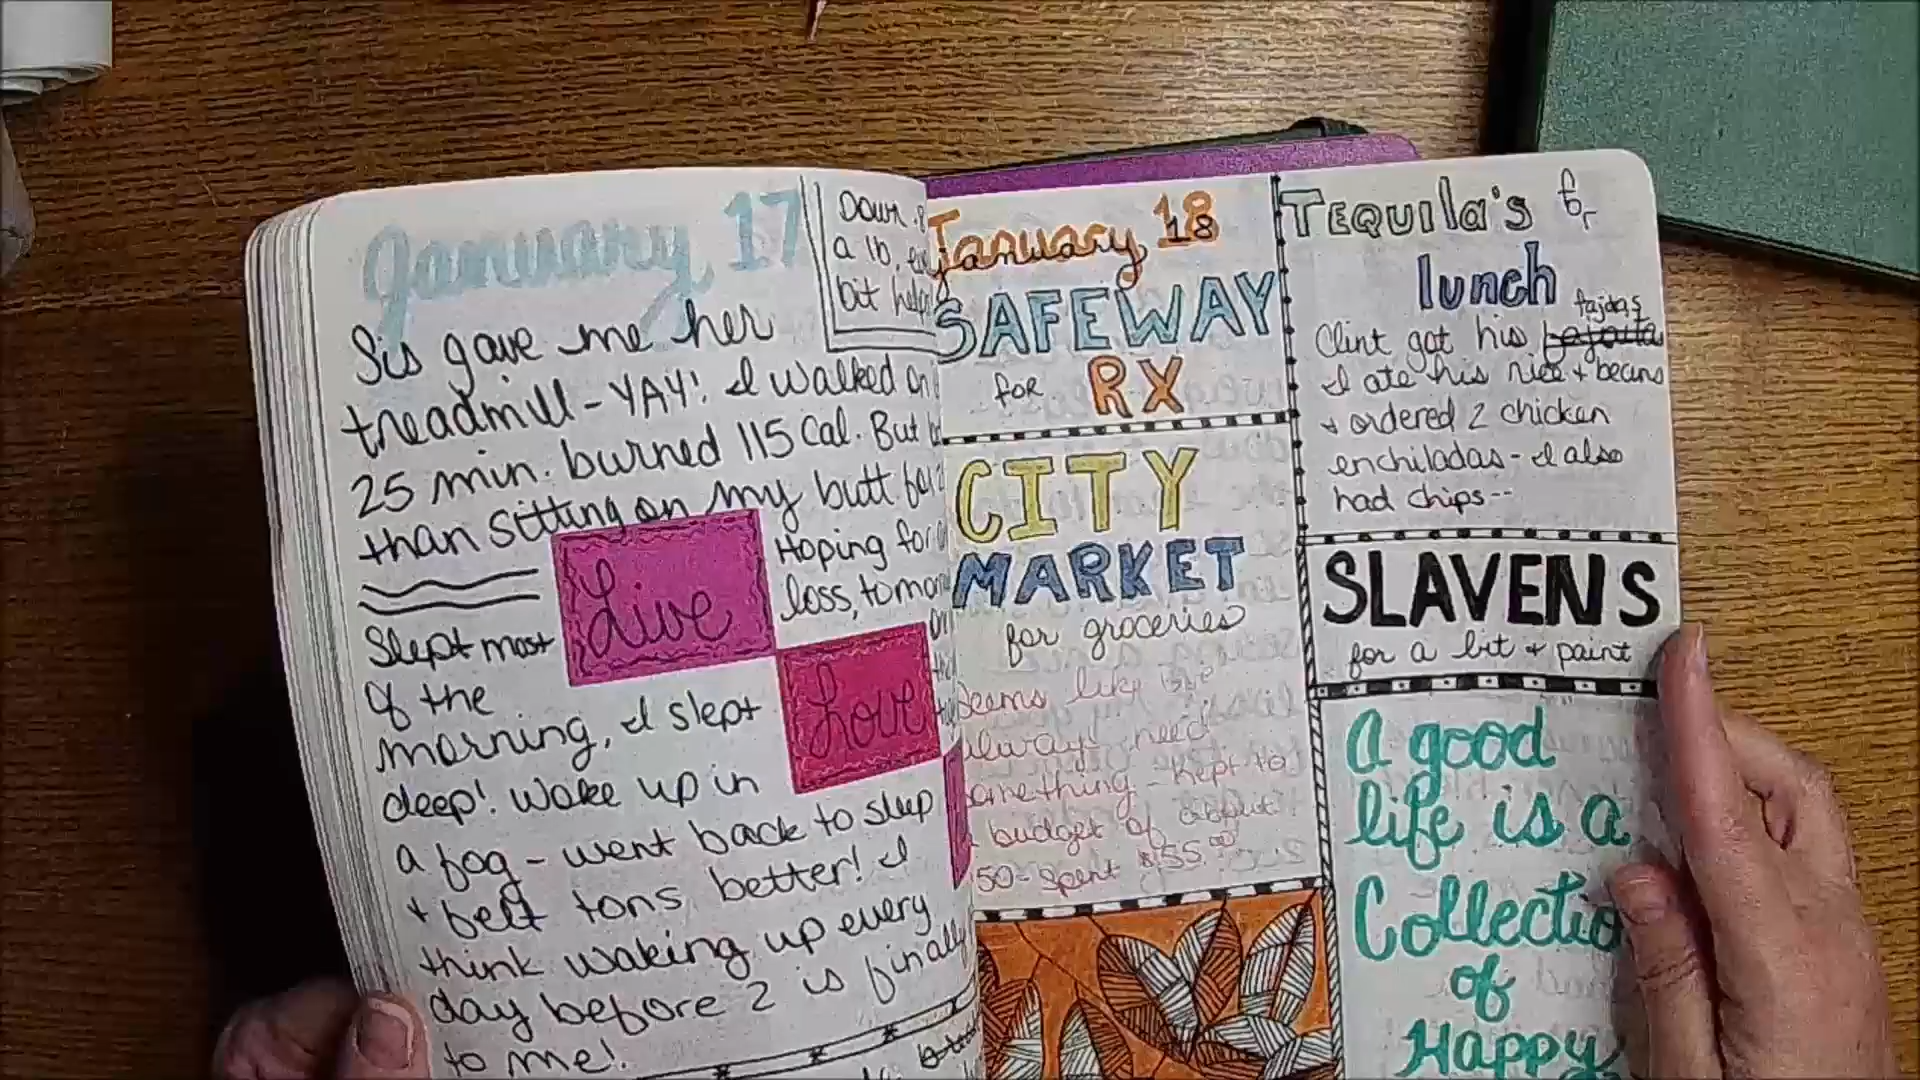 January 17
Down
a lb,
bit
Sis gave me her
treadmill - YAY! I walked on
25 min. burned 115 Cal. But
than sitting on my butt
Hoping for
loss,
Live
Love
Slept most
of the
morning, I slept
deep! Woke up in
a fog - went back to sleep
+ felt tons better! I
think waking up every
day before 2 is finally
to me!
January 18
SAFEWAY
for RX
CITY
MARKET
for groceries
Seems like we
always need
something - kept to
a budget of about
50 - Spent $55.00
TEQUILA'S for
lunch
fajitas
Clint got his
I ate his rice + beans
+ ordered 2 chicken
enchiladas - I also
had chips --
SLAVENS
for a bit + paint
A good
life is a
Collectio
of
Happy